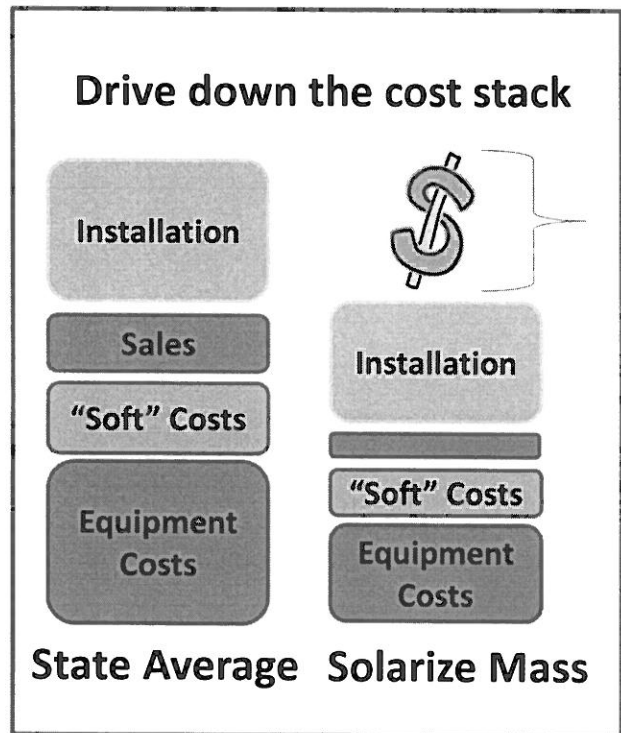 Drive down the cost stack
Installation
Sales
"Soft" Costs
Equipment
Costs
State Average
$
Installation
"Soft" Costs
Equipment
Costs
Solarize Mass